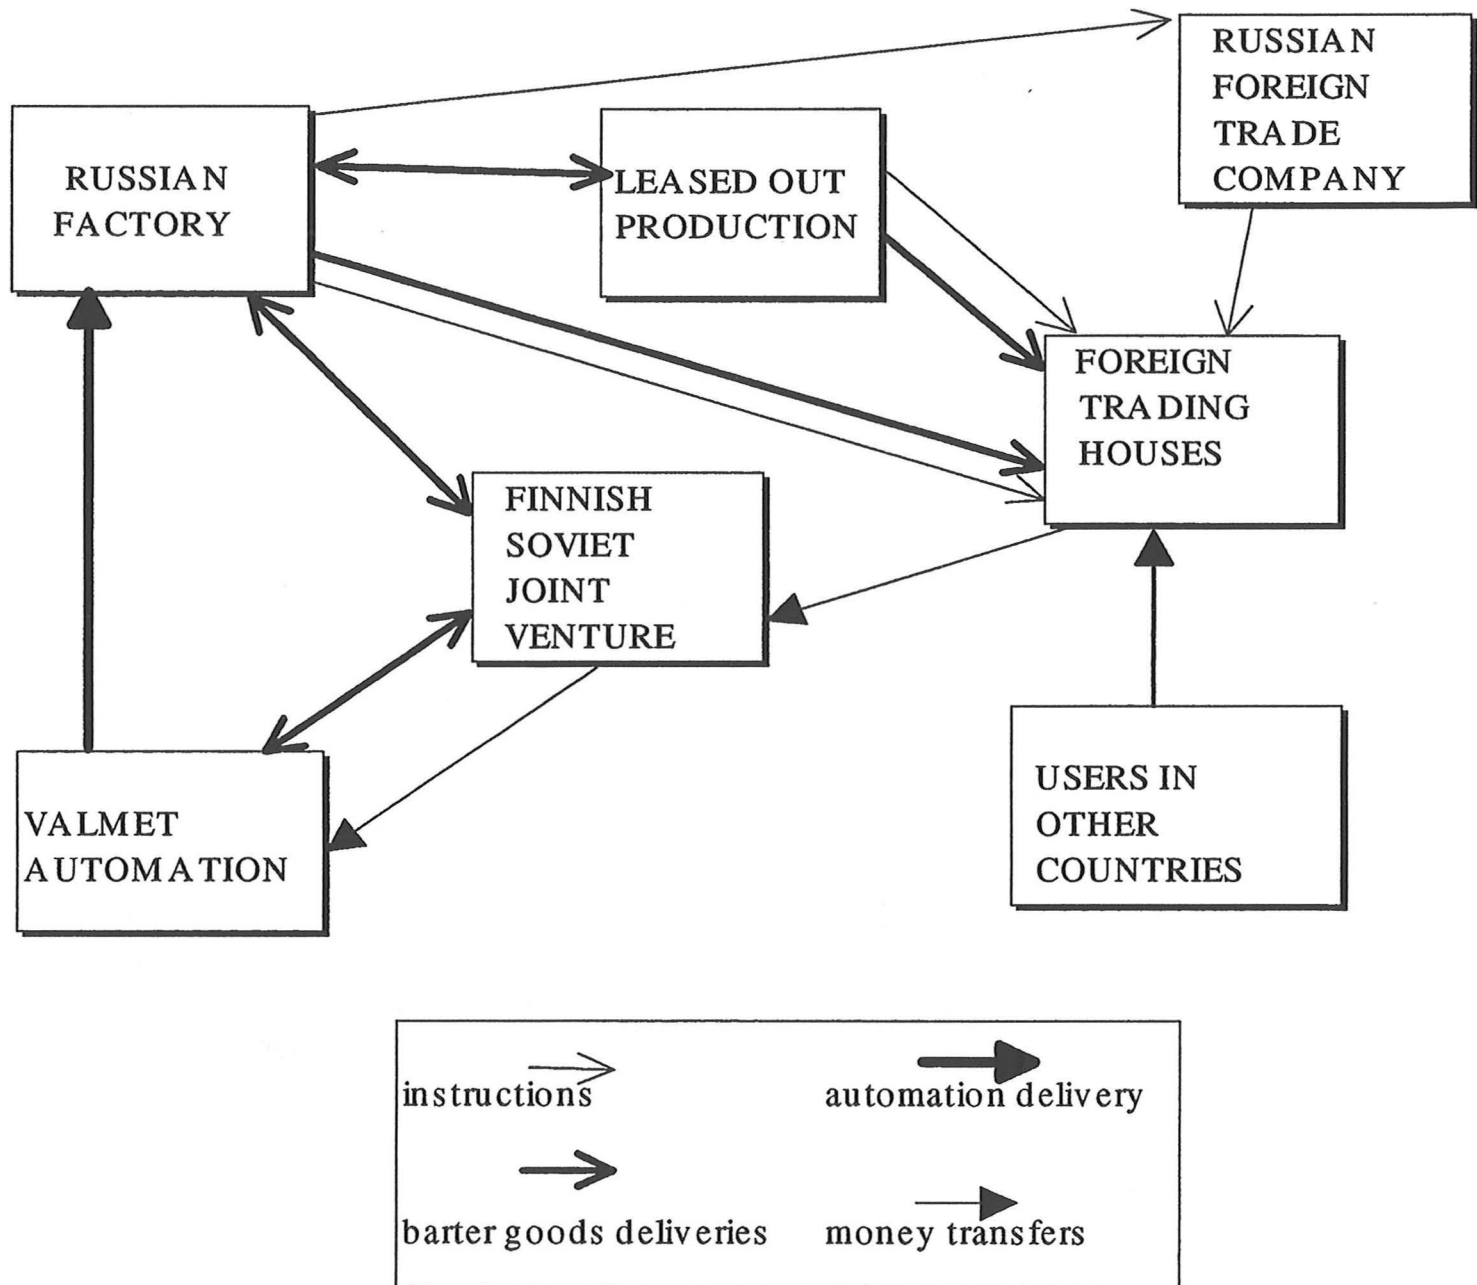 RUSSIAN
FOREIGN
TRADE
COMPANY
RUSSIAN
FACTORY
LEASED OUT
PRODUCTION
FOREIGN
TRADING
HOUSES
FINNISH
SOVIET
JOINT
VENTURE
USERS IN
OTHER
COUNTRIES
VALMET
AUTOMATION
instructions
automation delivery
barter goods deliveries
money transfers